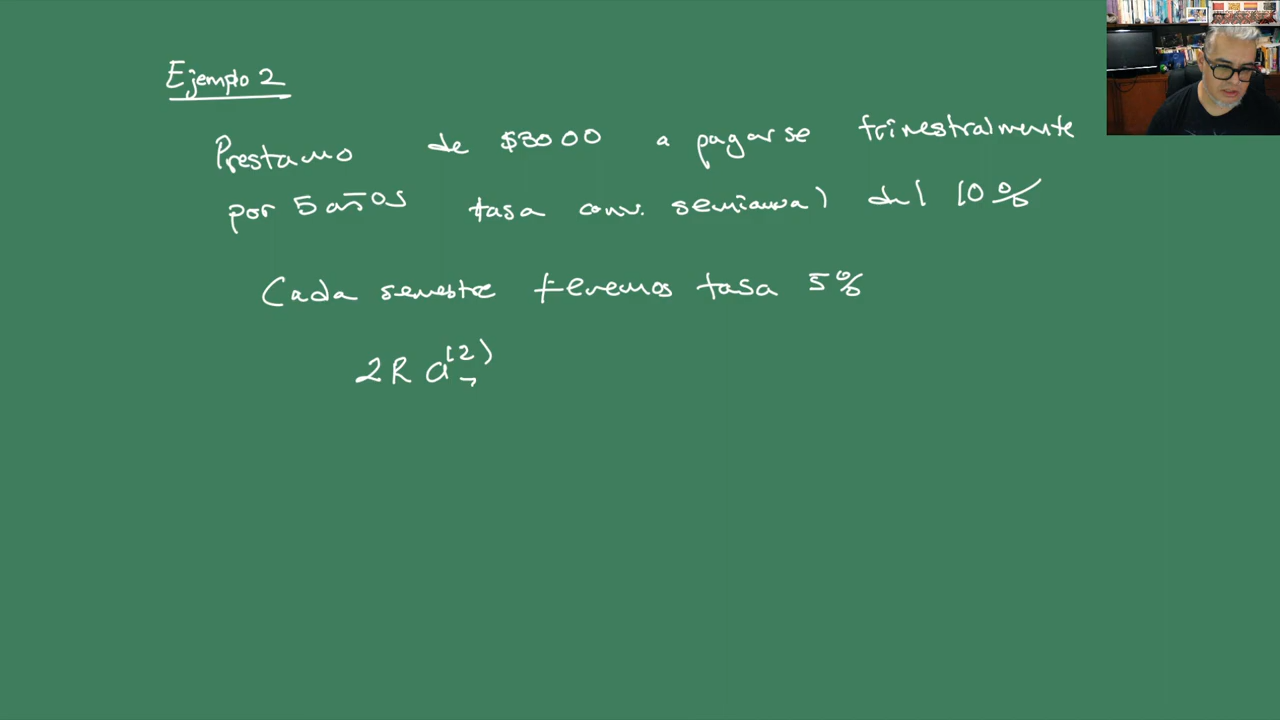 Ejemplo 2
Prestamo de $3000 a pagarse trimestralmente
por 5 años tasa conv. semianual del 10%
Cada semestre tenemos tasa 5%
2R a^(2)